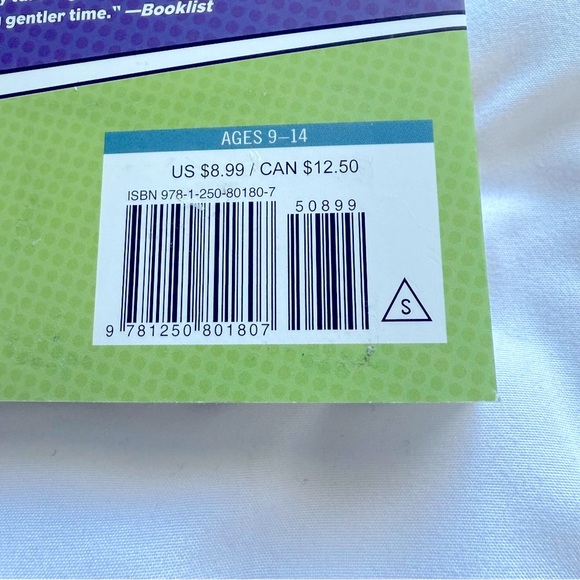 gentler time." —Booklist
AGES 9–14
US $8.99 / CAN $12.50
ISBN 978-1-250-80180-7
50899
9 781250 801807
S